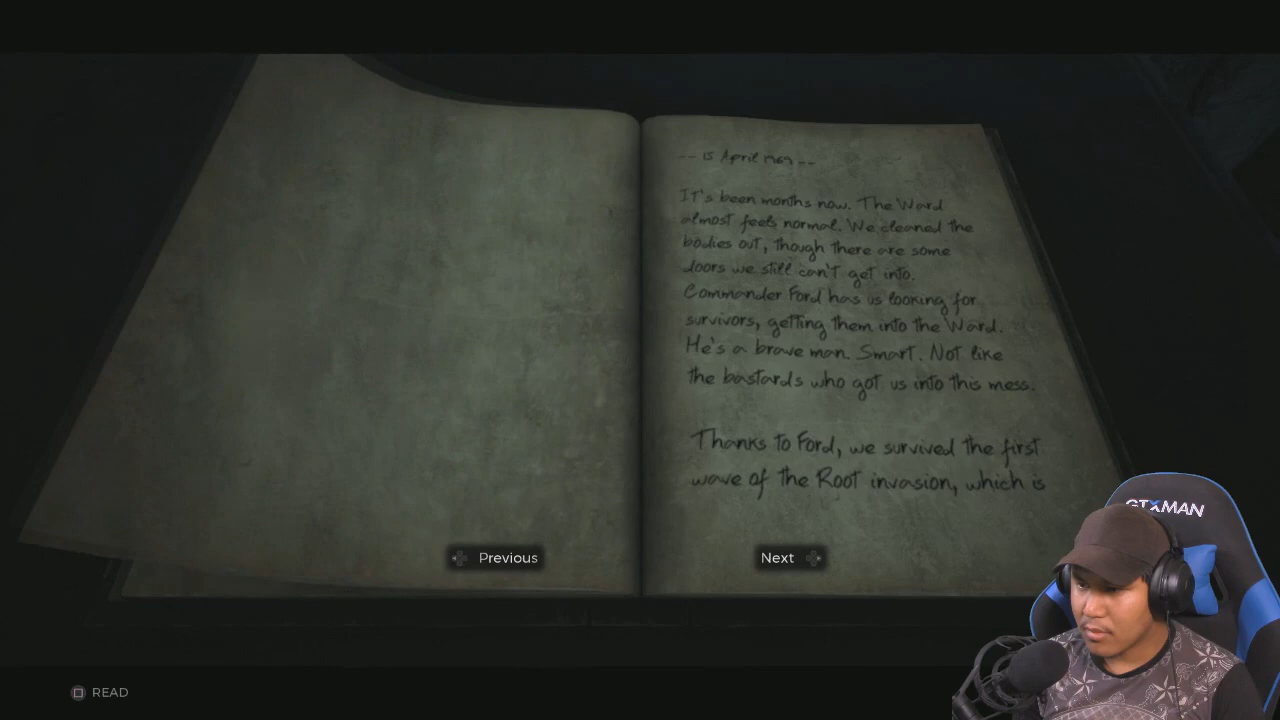 -- 15 April 1969 --
It's been months now. The Ward
almost feels normal. We cleaned the
bodies out, though there are some
doors we still can't get into.
Commander Ford has us looking for
survivors, getting them into the Ward.
He's a brave man. Smart. Not like
the bastards who got us into this mess.
Thanks to Ford, we survived the first
wave of the Root invasion, which is
Previous
Next
READ
GTXMAN